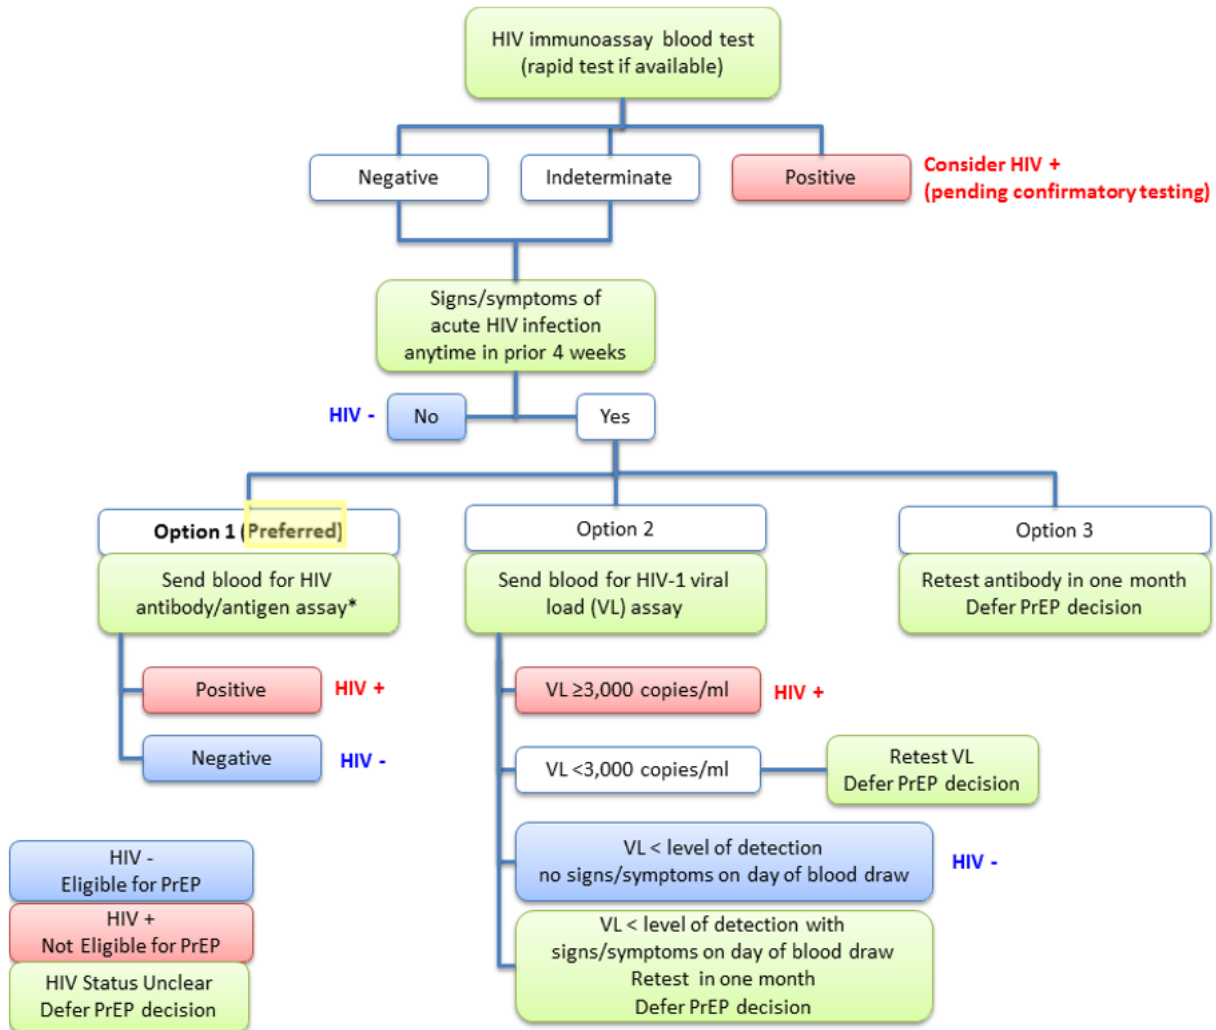 HIV immunoassay blood test
(rapid test if available)
Negative
Indeterminate
Positive
Consider HIV +
(pending confirmatory testing)
Signs/symptoms of
acute HIV infection
anytime in prior 4 weeks
HIV -
No
Yes
Option 1 (Preferred)
Send blood for HIV
antibody/antigen assay*
Positive
HIV +
Negative
HIV -
Option 2
Send blood for HIV-1 viral
load (VL) assay
VL ≥3,000 copies/ml
HIV +
VL <3,000 copies/ml
Retest VL
Defer PrEP decision
VL < level of detection
no signs/symptoms on day of blood draw
HIV -
VL < level of detection with
signs/symptoms on day of blood draw
Retest in one month
Defer PrEP decision
Option 3
Retest antibody in one month
Defer PrEP decision
HIV -
Eligible for PrEP
HIV +
Not Eligible for PrEP
HIV Status Unclear
Defer PrEP decision